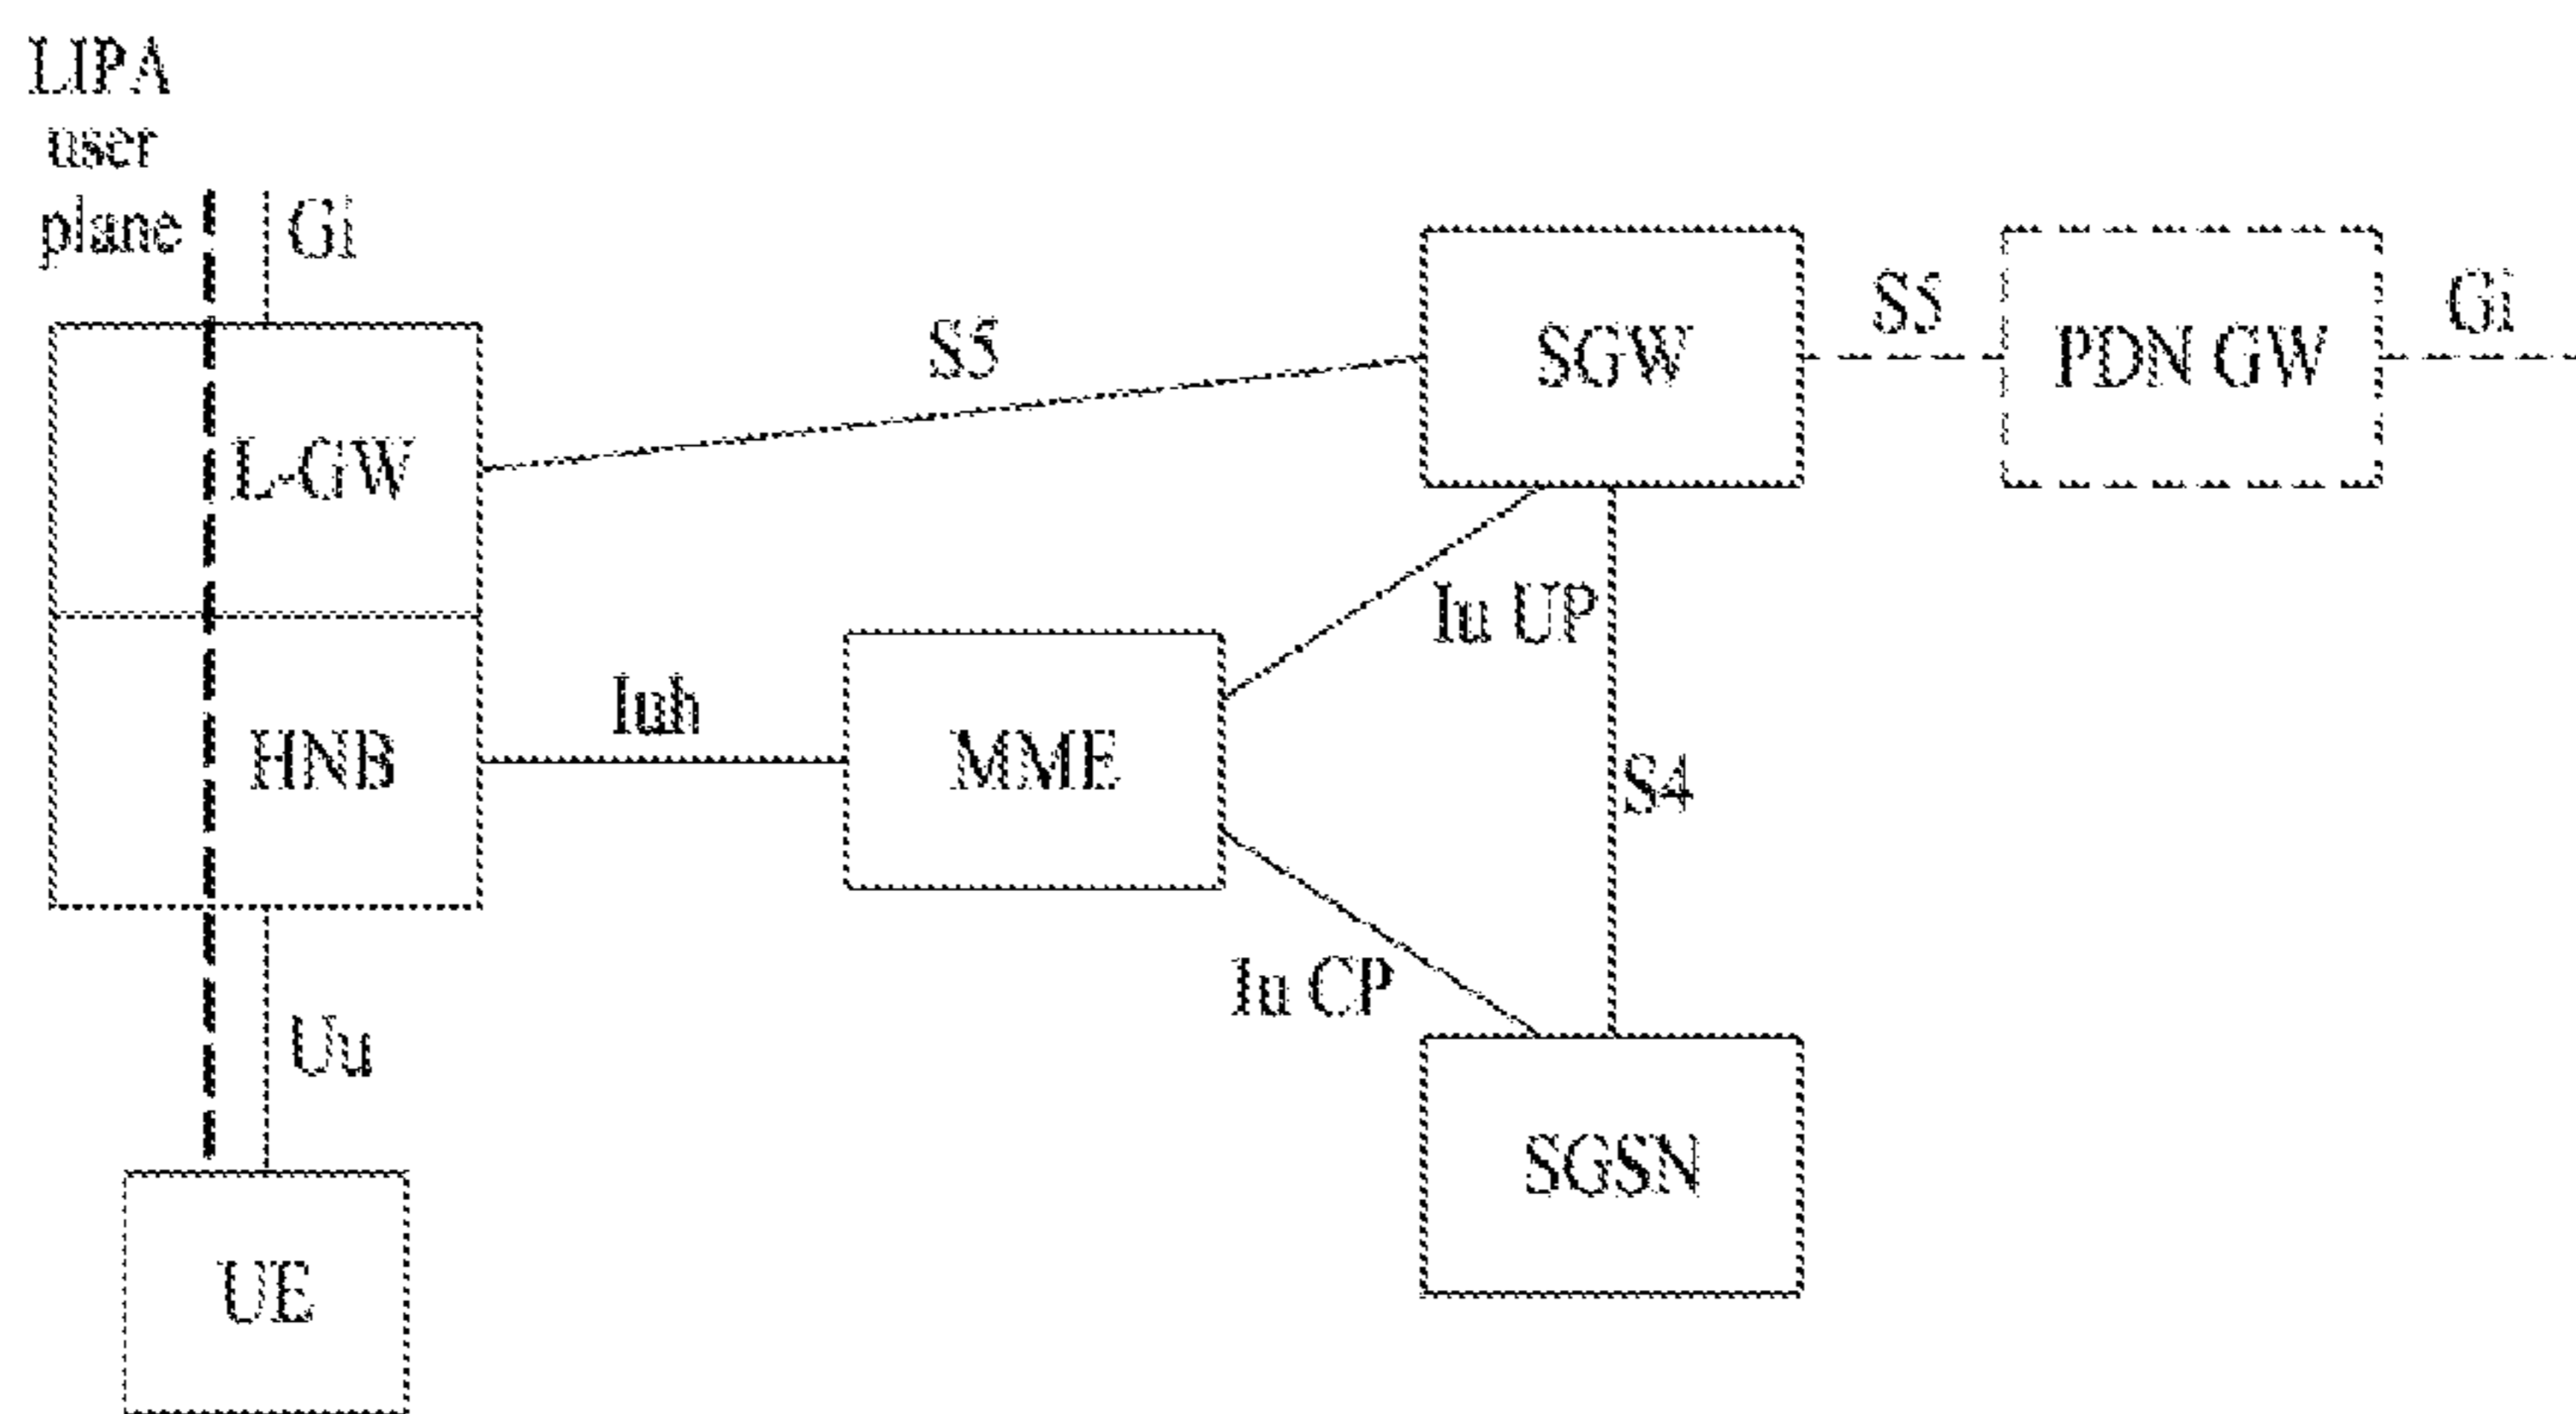 LIPA
user
plane
Gi
S5
SGW
S5
PDN GW
Gi
L-GW
Iu UP
HNB
Iuh
MME
S4
Iu CP
Uu
SGSN
UE